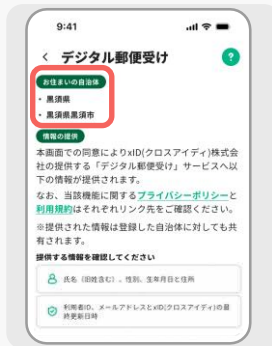 9:41
デジタル郵便受け
?
お住まいの自治体
・ 黒須県
・ 黒須県黒須市
情報の提供
本画面での同意によりxID(クロスアイディ)株式会
社の提供する「デジタル郵便受け」サービスへ以
下の情報が提供されます。
なお、当該機能に関するプライバシーポリシーと
利用規約はそれぞれリンク先をご確認ください。
※提供された情報は登録した自治体に対しても共
有されます。
提供する情報を確認してください
氏名（旧姓含む）、性別、生年月日と住所
利用者ID、メールアドレスとxID(クロスアイディ)の最
終更新日時